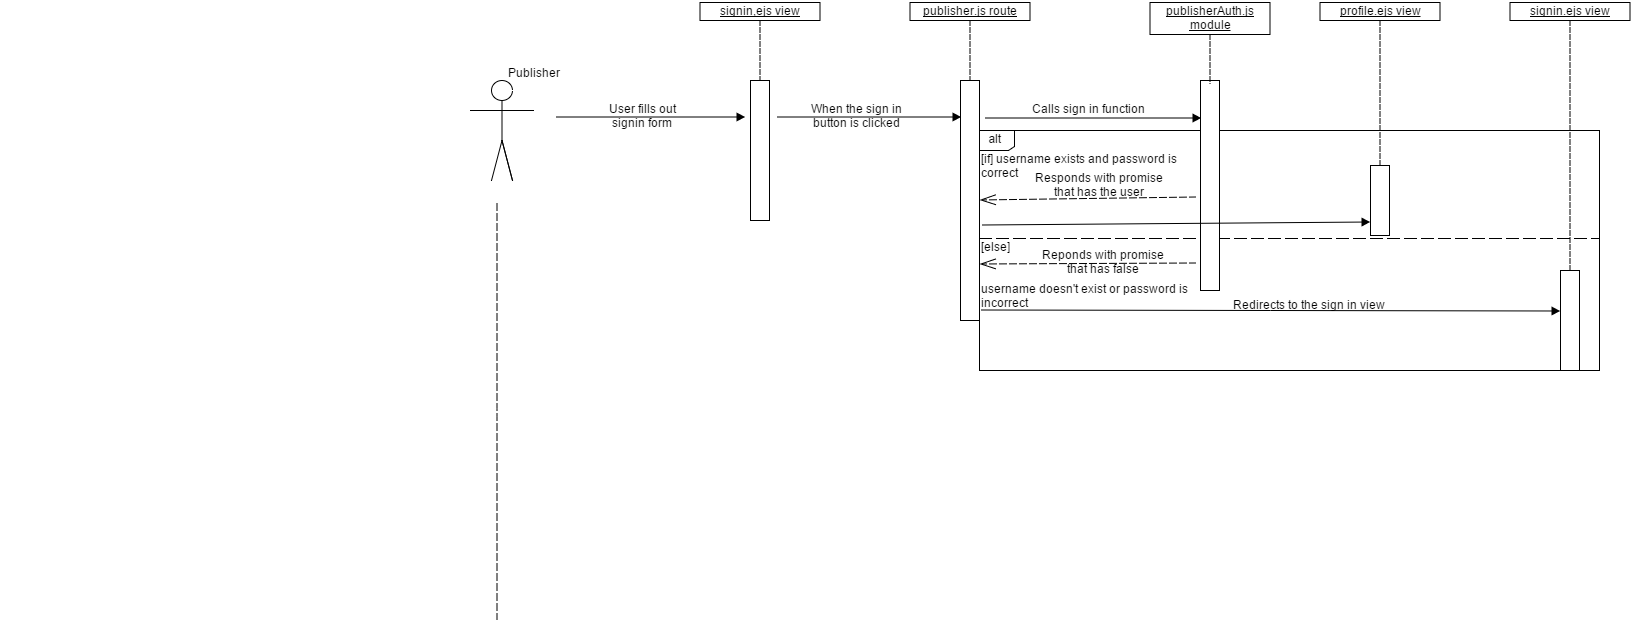 signin.ejs view
publisher.js route
publisherAuth.js
module
profile.ejs view
signin.ejs view
Publisher
User fills out
signin form
When the sign in
button is clicked
Calls sign in function
alt
[if] username exists and password is
correct
Responds with promise
that has the user
[else]
Reponds with promise
that has false
username doesn't exist or password is
incorrect
Redirects to the sign in view